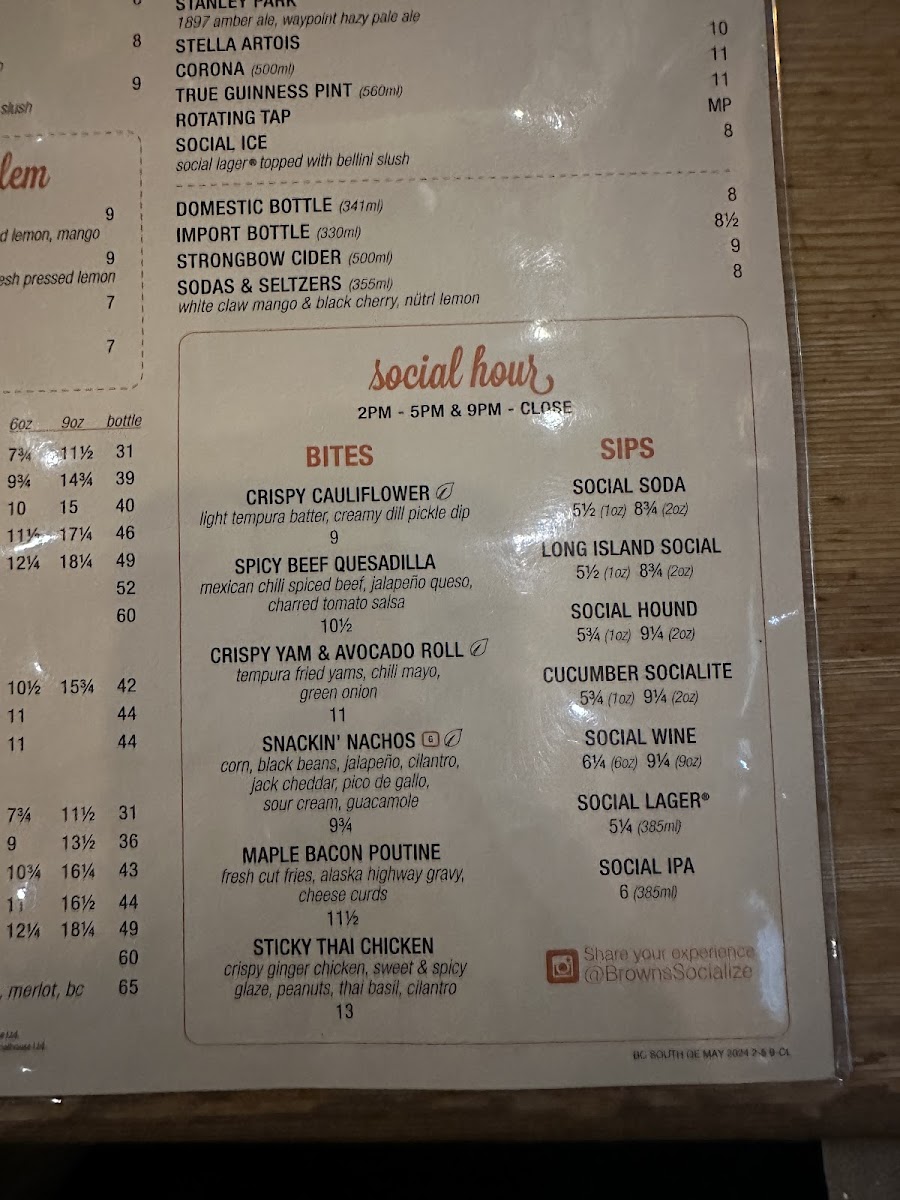 STANLEY PARK
1897 amber ale, waypoint hazy pale ale
STELLA ARTOIS 10
CORONA (500ml) 11
TRUE GUINNESS PINT (560ml) 11
ROTATING TAP MP
SOCIAL ICE 8
social lager® topped with bellini slush
DOMESTIC BOTTLE (341ml) 8
IMPORT BOTTLE (330ml) 8½
STRONGBOW CIDER (500ml) 9
SODAS & SELTZERS (355ml) 8
white claw mango & black cherry, nütrl lemon
8
9
slush
lem
9
d lemon, mango
9
esh pressed lemon
7
7
6oz 9oz bottle
7¾ 11½ 31
9¾ 14¾ 39
10 15 40
11½ 17¼ 46
12¼ 18¼ 49
52
60
10½ 15¾ 42
11 44
11 44
7¾ 11½ 31
9 13½ 36
10¾ 16¼ 43
11 16½ 44
12¼ 18¼ 49
60
, merlot, bc 65
social hour
2PM - 5PM & 9PM - CLOSE
BITES
CRISPY CAULIFLOWER
light tempura batter, creamy dill pickle dip
9
SPICY BEEF QUESADILLA
mexican chili spiced beef, jalapeño queso,
charred tomato salsa
10½
CRISPY YAM & AVOCADO ROLL
tempura fried yams, chili mayo,
green onion
11
SNACKIN' NACHOS G
corn, black beans, jalapeño, cilantro,
jack cheddar, pico de gallo,
sour cream, guacamole
9¾
MAPLE BACON POUTINE
fresh cut fries, alaska highway gravy,
cheese curds
11½
STICKY THAI CHICKEN
crispy ginger chicken, sweet & spicy
glaze, peanuts, thai basil, cilantro
13
SIPS
SOCIAL SODA
5½ (1oz) 8¾ (2oz)
LONG ISLAND SOCIAL
5½ (1oz) 8¾ (2oz)
SOCIAL HOUND
5¾ (1oz) 9¼ (2oz)
CUCUMBER SOCIALITE
5¾ (1oz) 9¼ (2oz)
SOCIAL WINE
6¼ (6oz) 9¼ (9oz)
SOCIAL LAGER®
5¼ (385ml)
SOCIAL IPA
6 (385ml)
Share your experience
@BrownsSocialize
BC SOUTH DE MAY 2024 2-5 9-CL